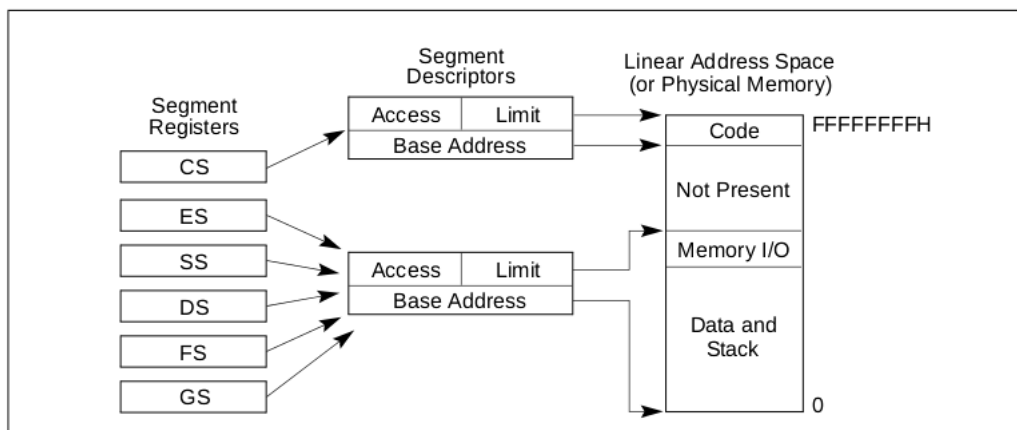 Segment
Registers
CS
ES
SS
DS
FS
GS
Segment
Descriptors
Access Limit
Base Address
Access Limit
Base Address
Linear Address Space
(or Physical Memory)
Code
Not Present
Memory I/O
Data and
Stack
FFFFFFFFH
0